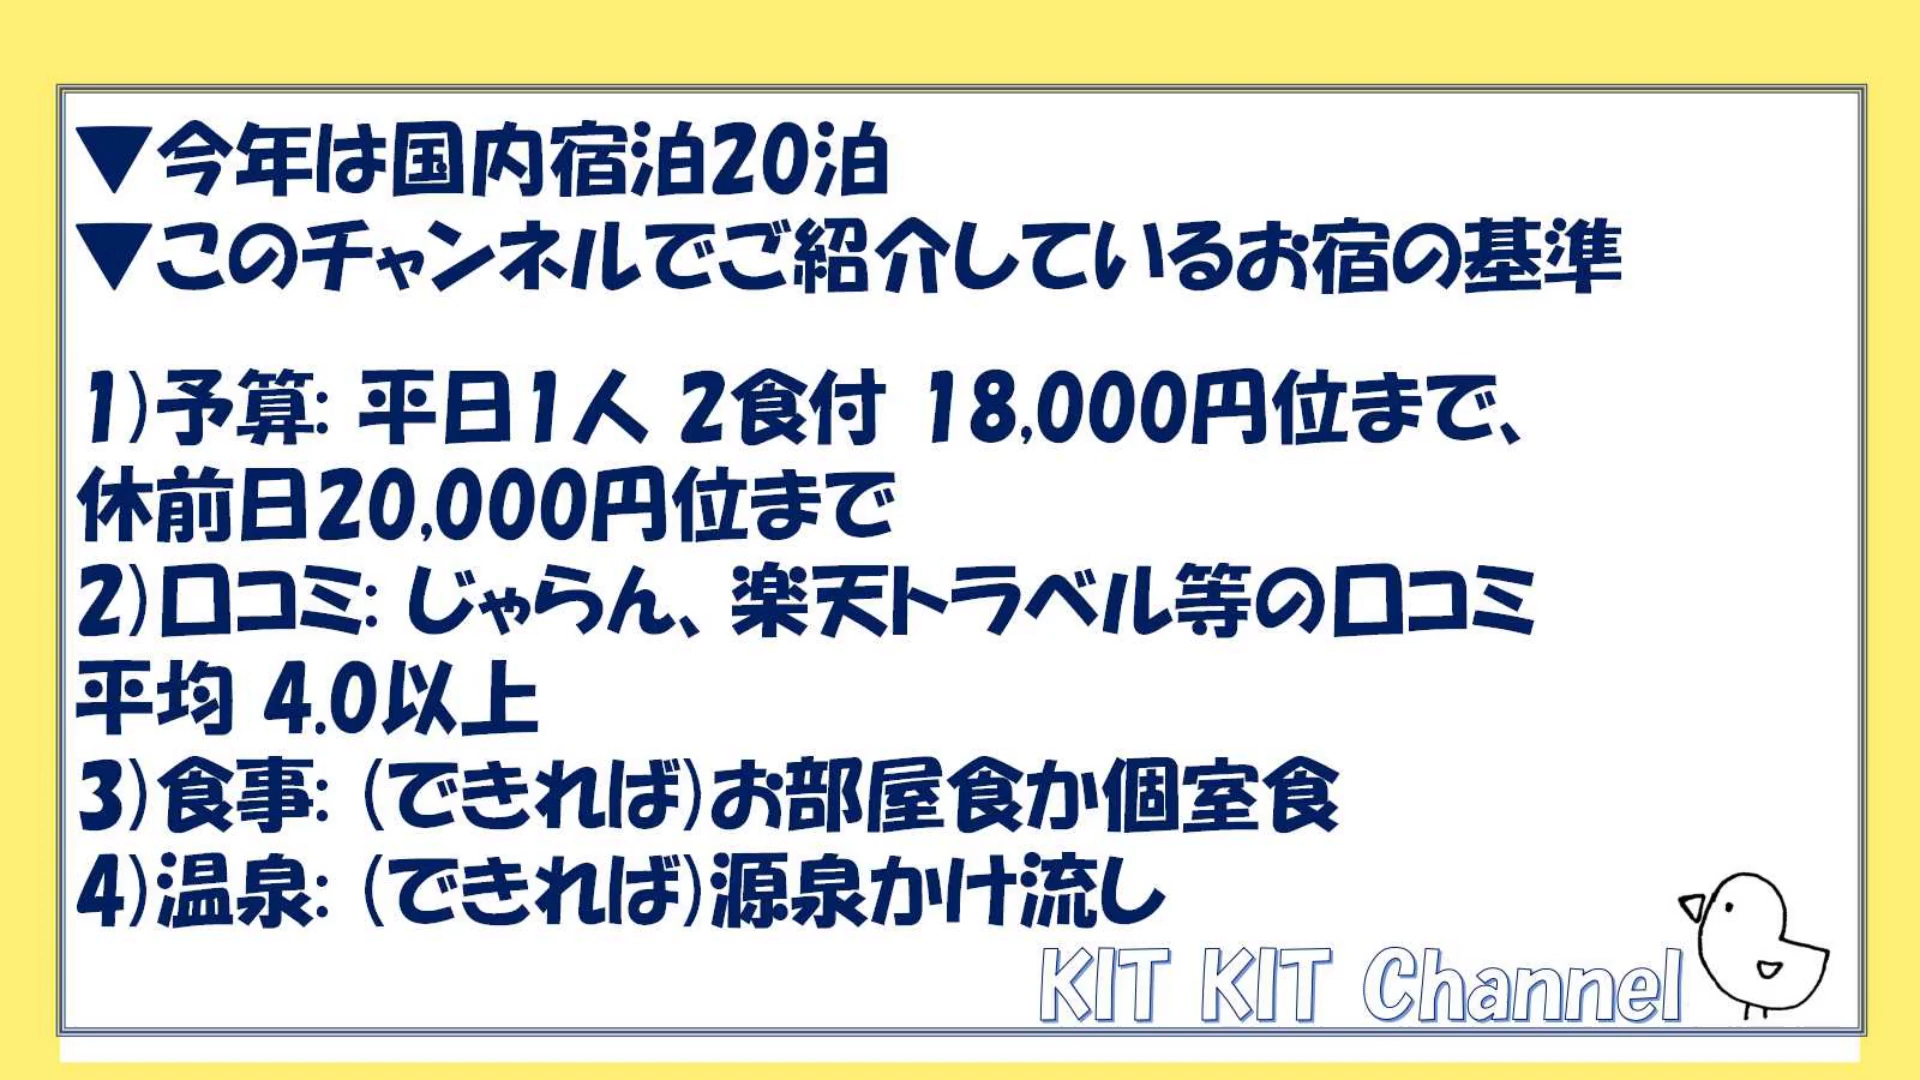 ▼今年は国内宿泊20泊
▼このチャンネルでご紹介しているお宿の基準
1)予算: 平日1人 2食付 18,000円位まで、
休前日20,000円位まで
2)口コミ: じゃらん、楽天トラベル等の口コミ
平均 4.0以上
3)食事: (できれば)お部屋食か個室食
4)温泉: (できれば)源泉かけ流し
KIT KIT Channel